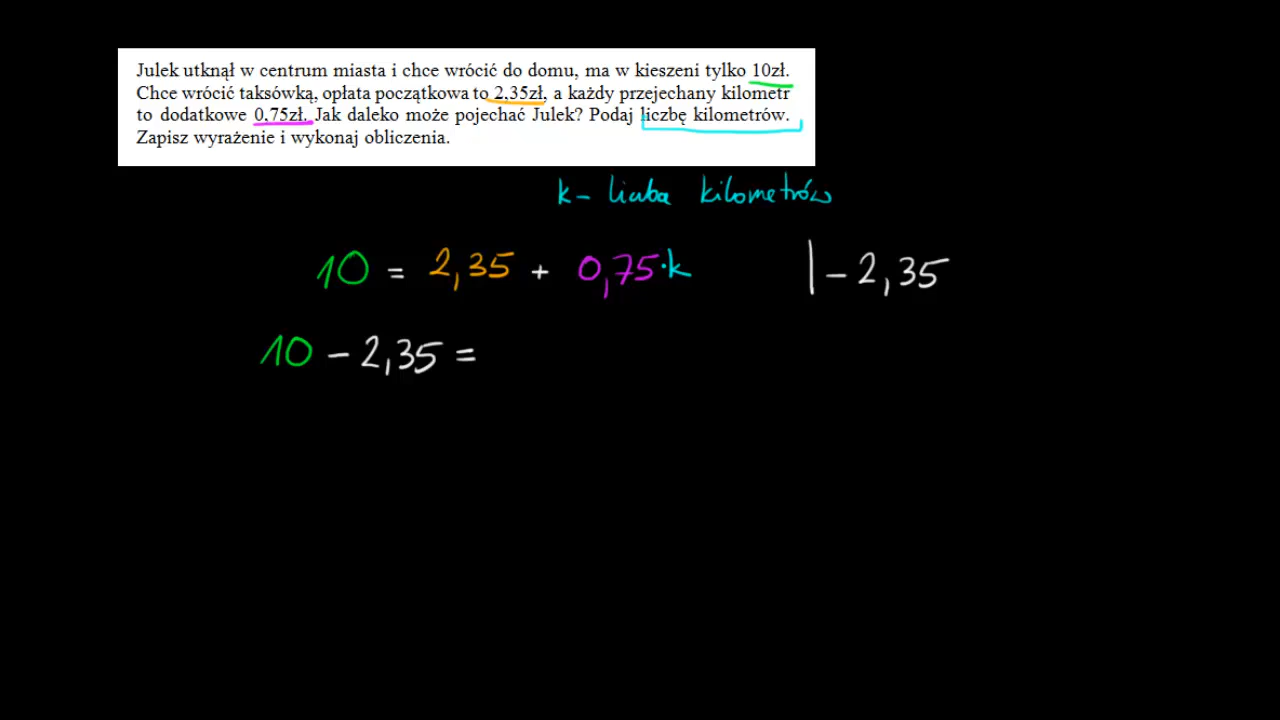 Julek utknął w centrum miasta i chce wrócić do domu, ma w kieszeni tylko 10zł.
Chce wrócić taksówką, opłata początkowa to 2,35zł, a każdy przejechany kilometr
to dodatkowe 0,75zł. Jak daleko może pojechać Julek? Podaj liczbę kilometrów.
Zapisz wyrażenie i wykonaj obliczenia.
k - liczba kilometrów
10 = 2,35 + 0,75·k |- 2,35
10 - 2,35 =